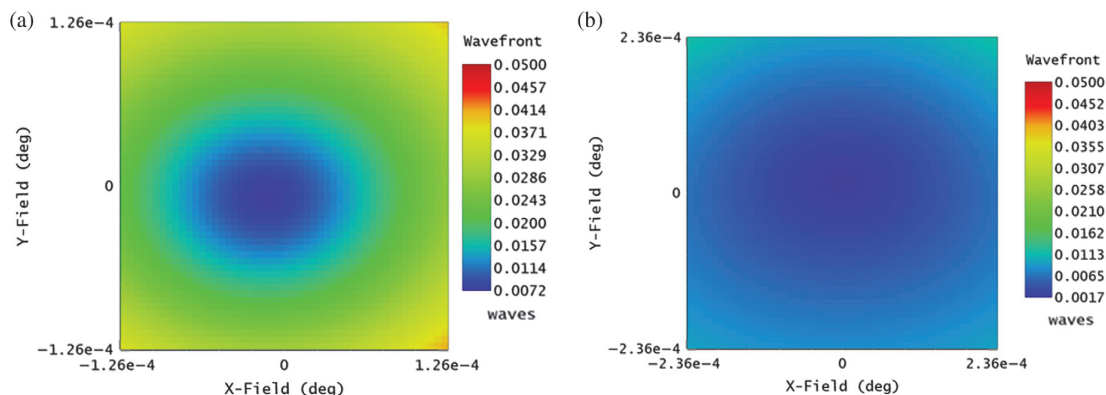 (a)
1.26e−4
0
−1.26e−4
Y-Field (deg)
−1.26e−4
0
1.26e−4
X-Field (deg)
Wavefront
0.0500
0.0457
0.0414
0.0371
0.0329
0.0286
0.0243
0.0200
0.0157
0.0114
0.0072
waves
(b)
2.36e−4
0
−2.36e−4
Y-Field (deg)
−2.36e−4
0
2.36e−4
X-Field (deg)
Wavefront
0.0500
0.0452
0.0403
0.0355
0.0307
0.0258
0.0210
0.0162
0.0113
0.0065
0.0017
waves